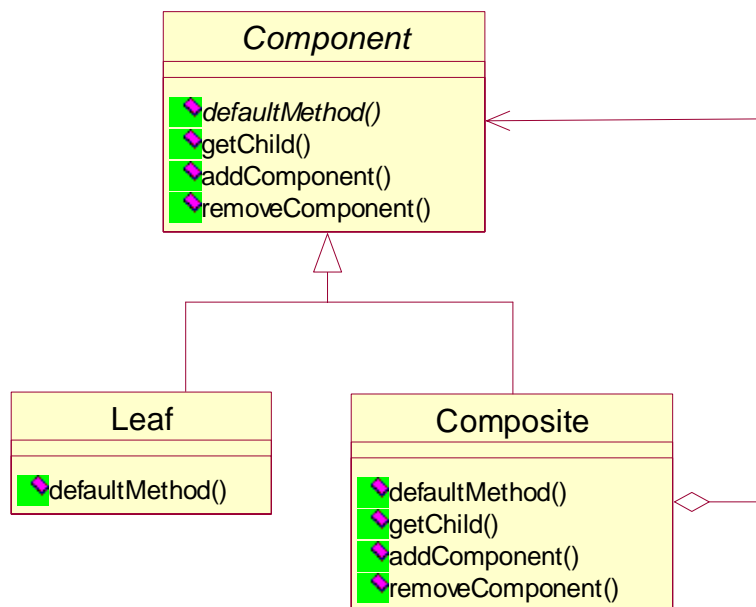 Component
defaultMethod()
getChild()
addComponent()
removeComponent()
Leaf
defaultMethod()
Composite
defaultMethod()
getChild()
addComponent()
removeComponent()